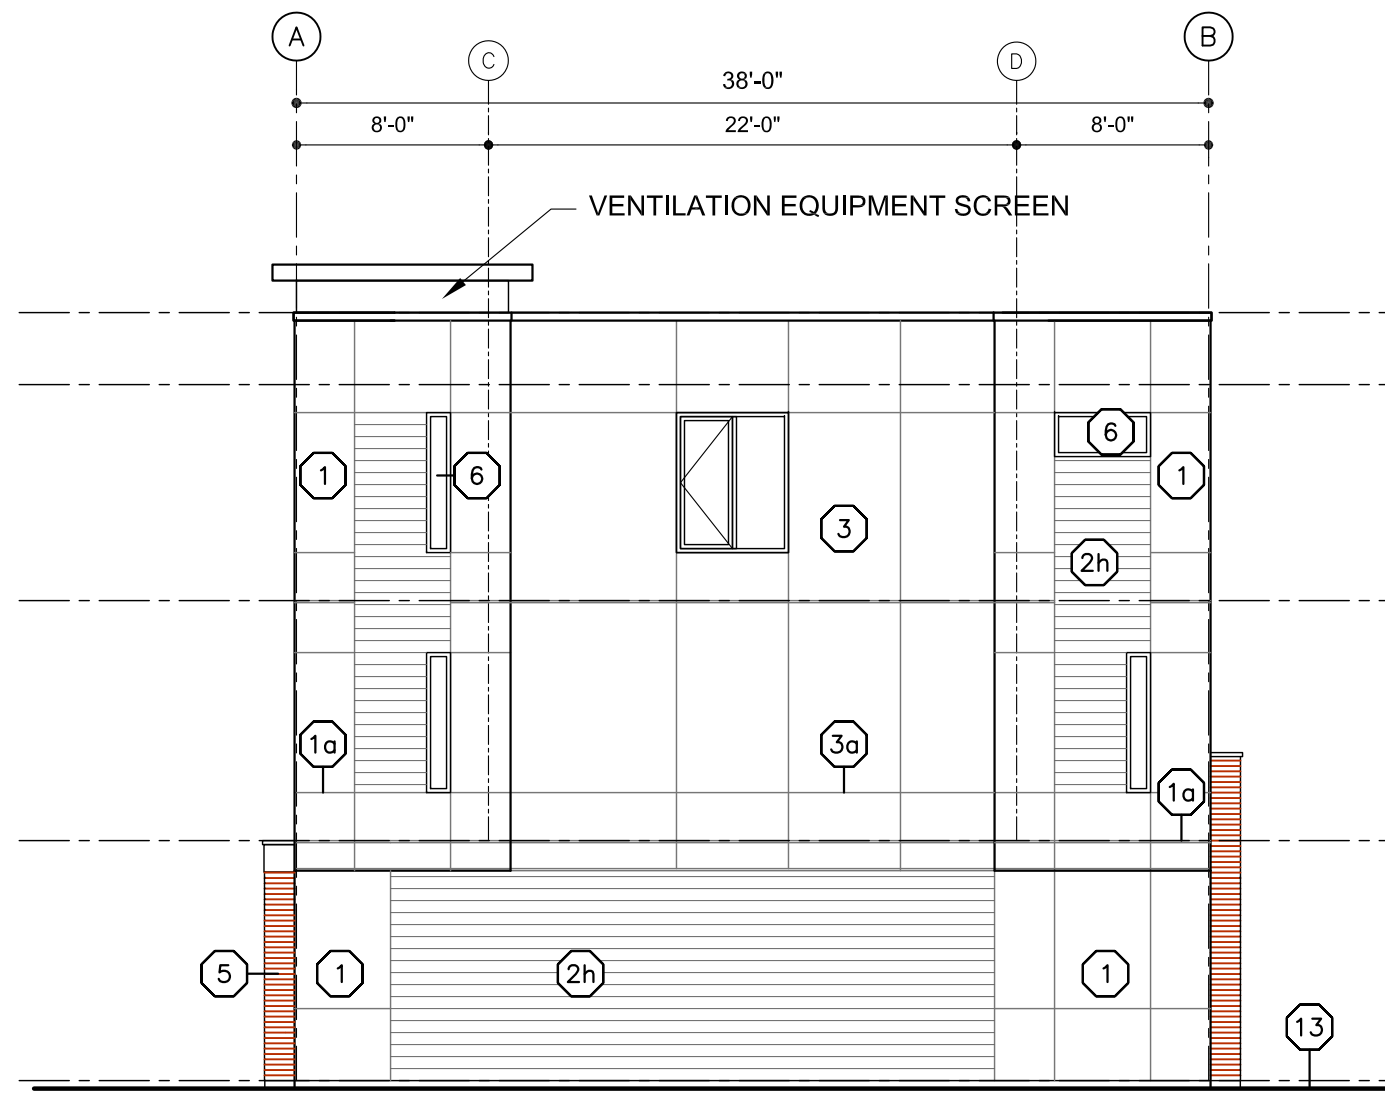 A
C
D
B
38'-0"
8'-0"
22'-0"
8'-0"
VENTILATION EQUIPMENT SCREEN
6
1
6
1
3
2h
1a
3a
1a
5
1
2h
1
13